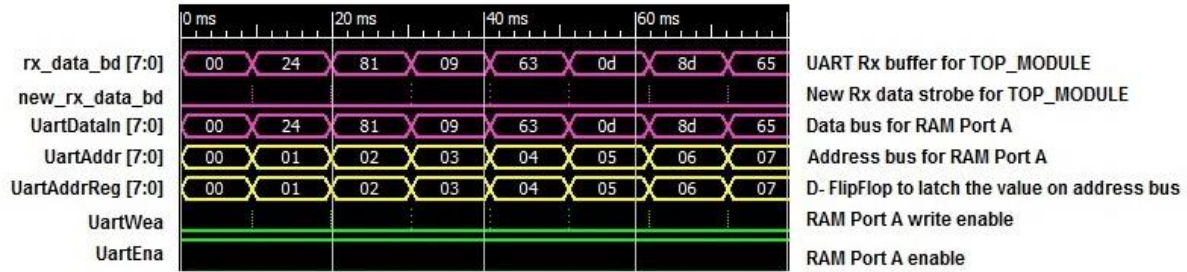 0 ms 20 ms 40 ms 60 ms
rx_data_bd [7:0] 00 24 81 09 63 0d 8d 65 UART Rx buffer for TOP_MODULE
new_rx_data_bd New Rx data strobe for TOP_MODULE
UartDataIn [7:0] 00 24 81 09 63 0d 8d 65 Data bus for RAM Port A
UartAddr [7:0] 00 01 02 03 04 05 06 07 Address bus for RAM Port A
UartAddrReg [7:0] 00 01 02 03 04 05 06 07 D- FlipFlop to latch the value on address bus
UartWea RAM Port A write enable
UartEna RAM Port A enable